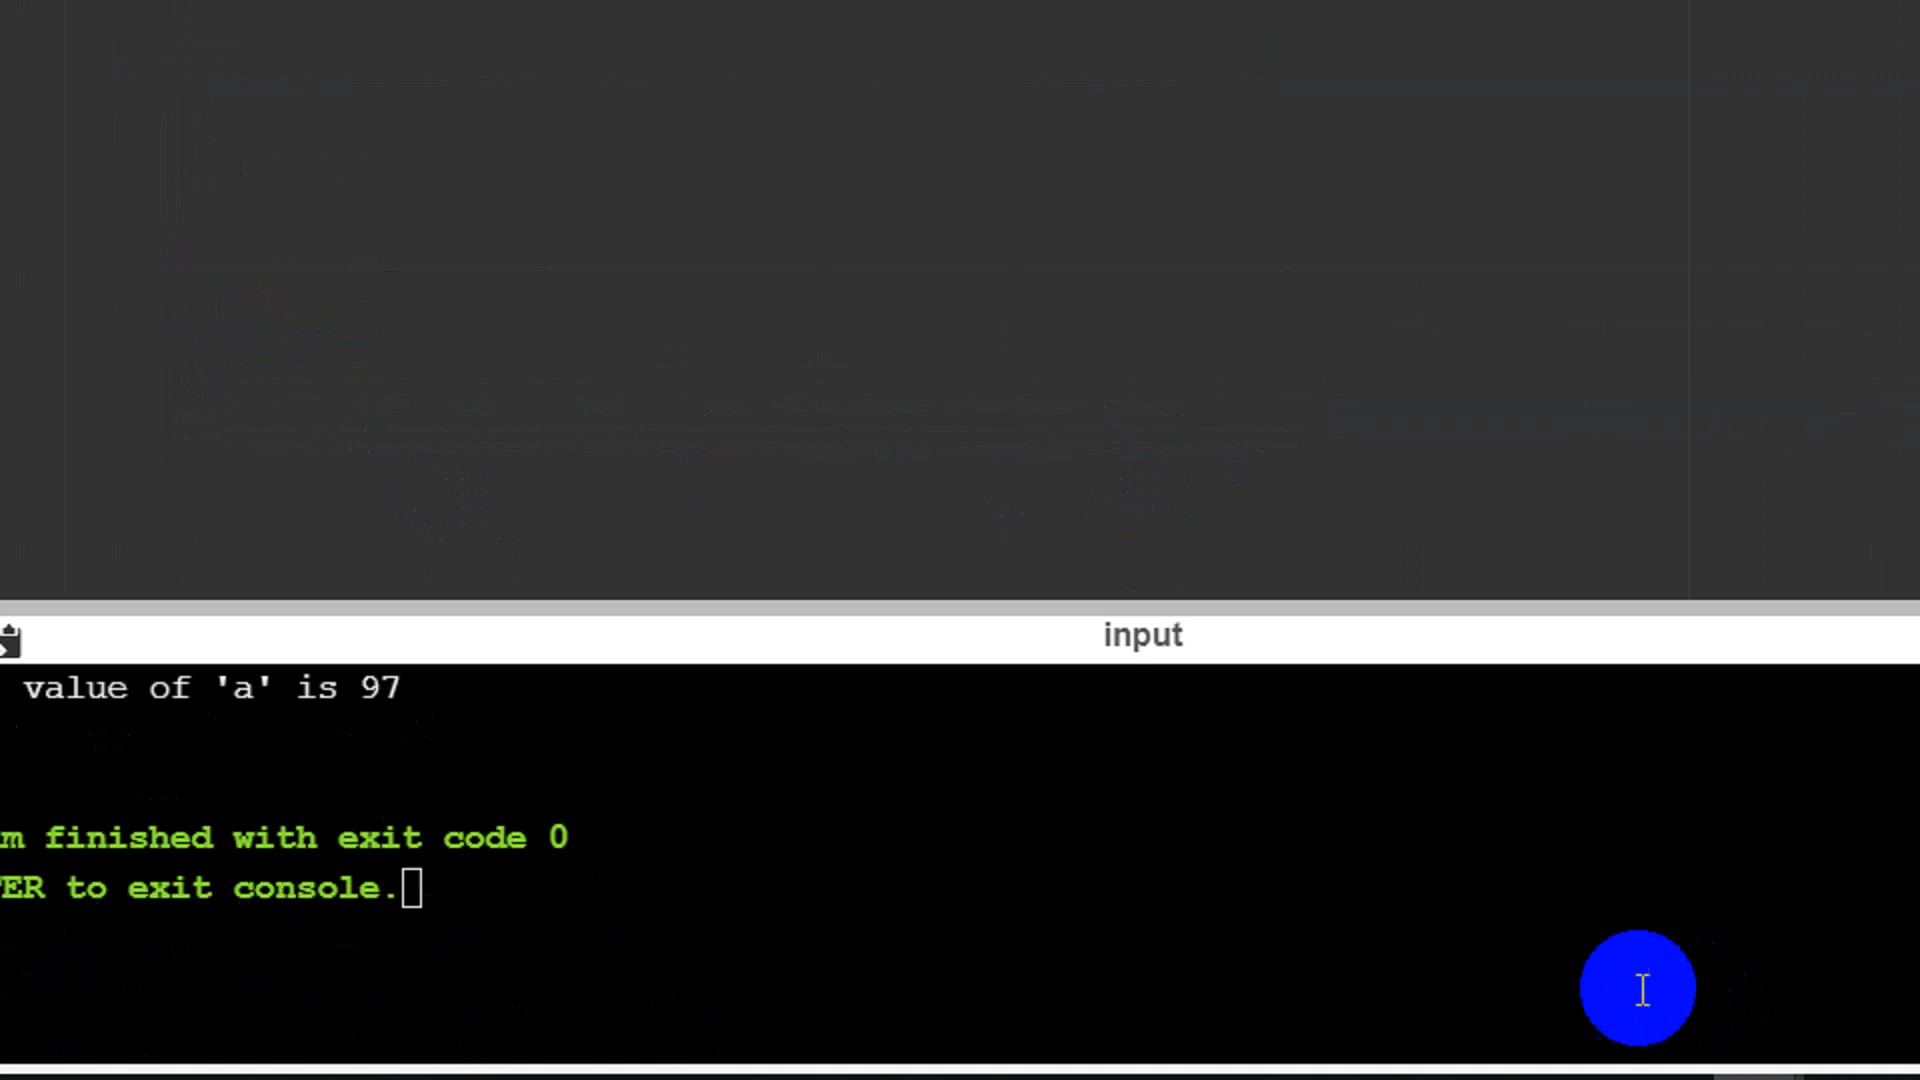 input
value of 'a' is 97
m finished with exit code 0
ER to exit console.